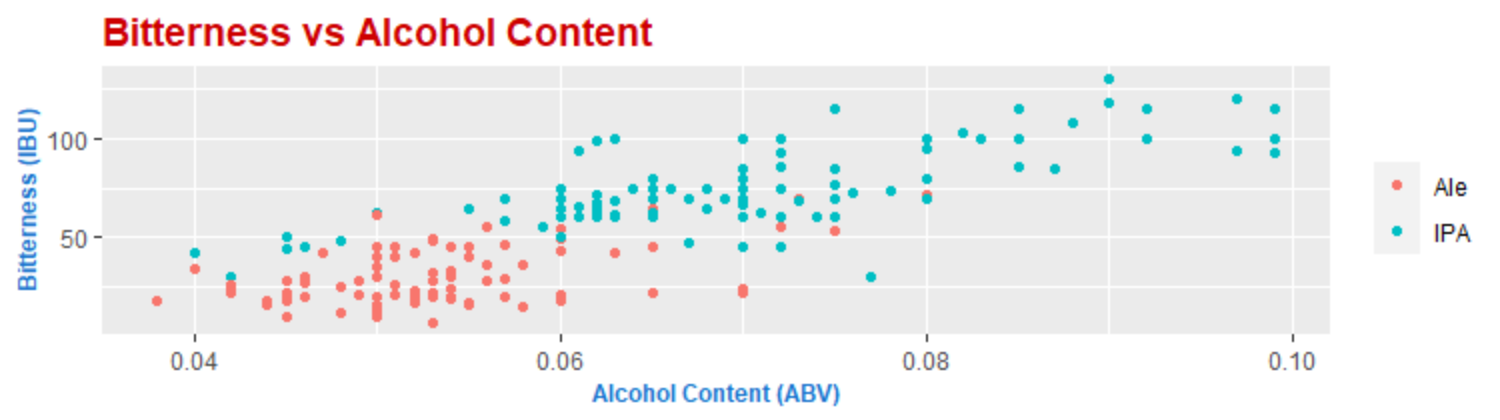 Bitterness vs Alcohol Content
Bitterness (IBU)
100
50
0.04
0.06
0.08
0.10
Alcohol Content (ABV)
Ale
IPA